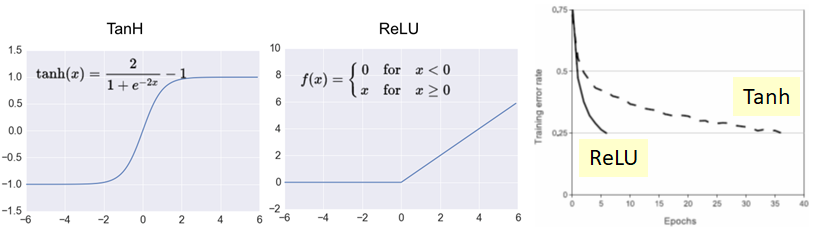 TanH
1.5
1.0
0.5
0.0
−0.5
−1.0
−1.5
−6 −4 −2 0 2 4 6
tanh(x) = 2 / (1 + e^{−2x}) − 1
ReLU
10
8
6
4
2
0
−2
−6 −4 −2 0 2 4 6
f(x) = { 0 for x < 0
x for x ≥ 0
0,75
0,5
0,25
0
Training error rate
Tanh
ReLU
0 5 10 15 20 25 30 35 40
Epochs